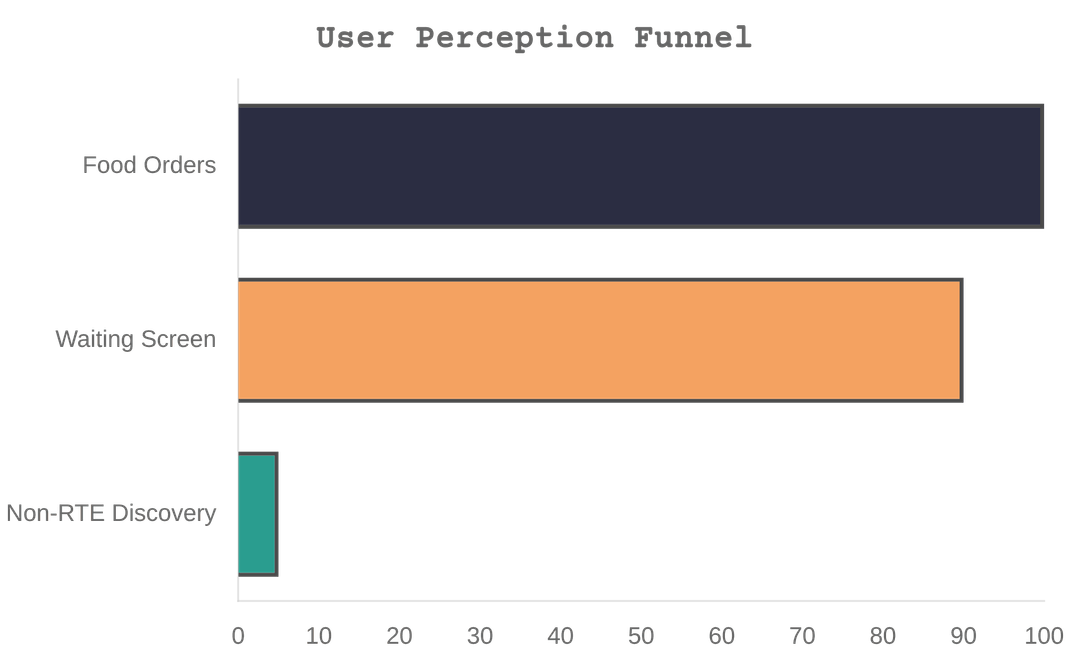 User Perception Funnel
Food Orders
Waiting Screen
Non-RTE Discovery
0 10 20 30 40 50 60 70 80 90 100